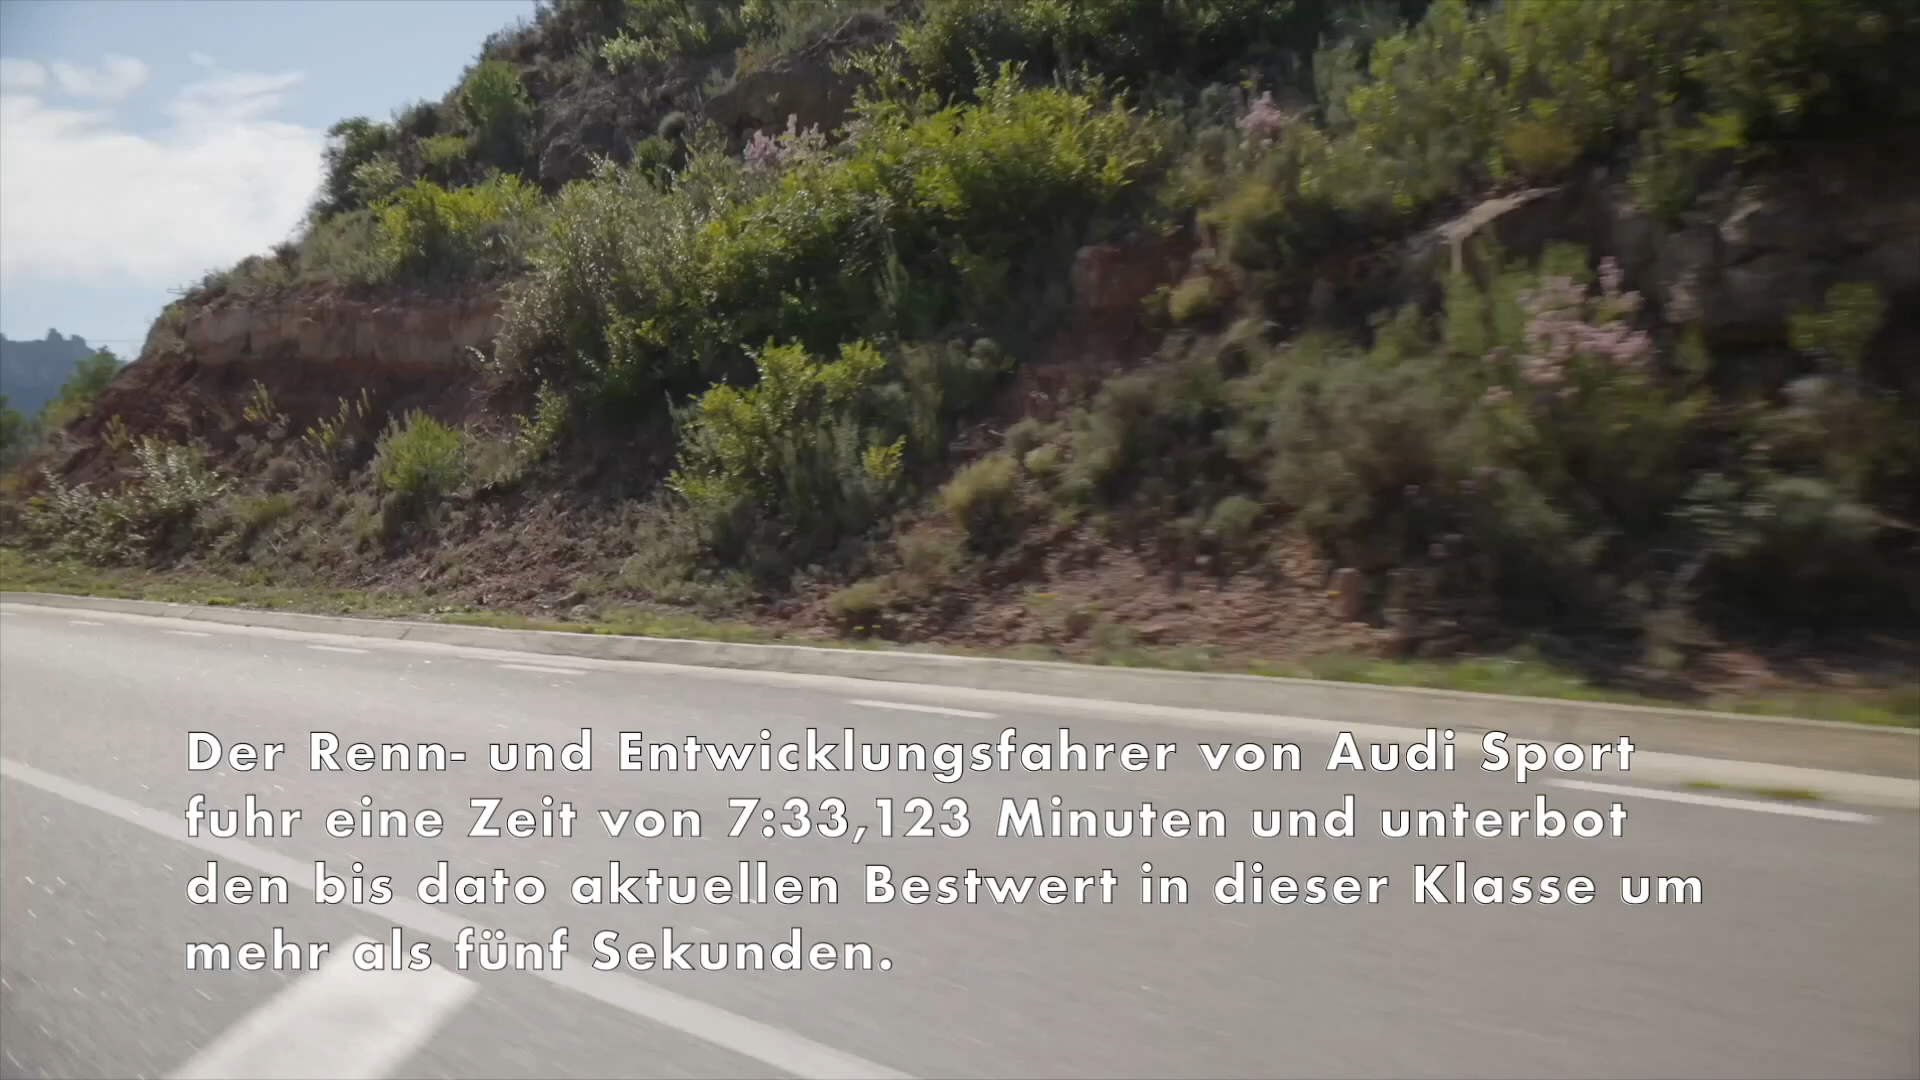 Der Renn- und Entwicklungsfahrer von Audi Sport
fuhr eine Zeit von 7:33,123 Minuten und unterbot
den bis dato aktuellen Bestwert in dieser Klasse um
mehr als fünf Sekunden.